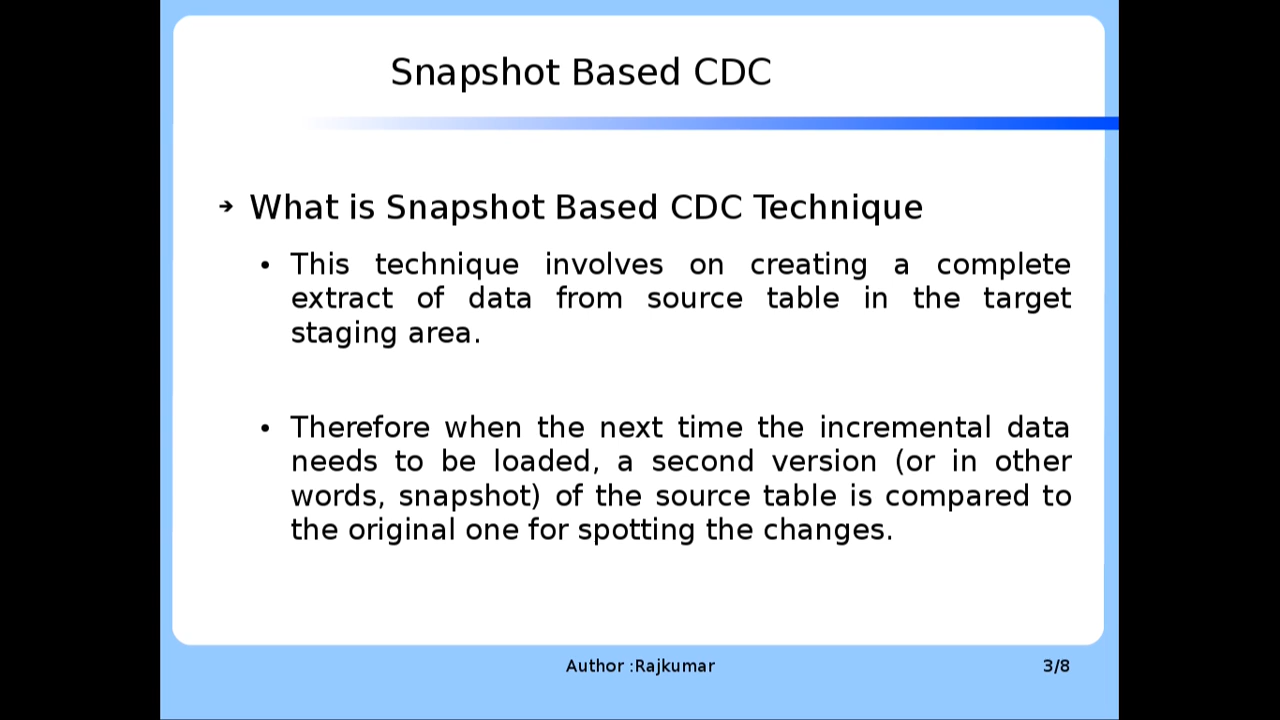 Snapshot Based CDC
➔ What is Snapshot Based CDC Technique
• This technique involves on creating a complete
extract of data from source table in the target
staging area.
• Therefore when the next time the incremental data
needs to be loaded, a second version (or in other
words, snapshot) of the source table is compared to
the original one for spotting the changes.
Author :Rajkumar
3/8